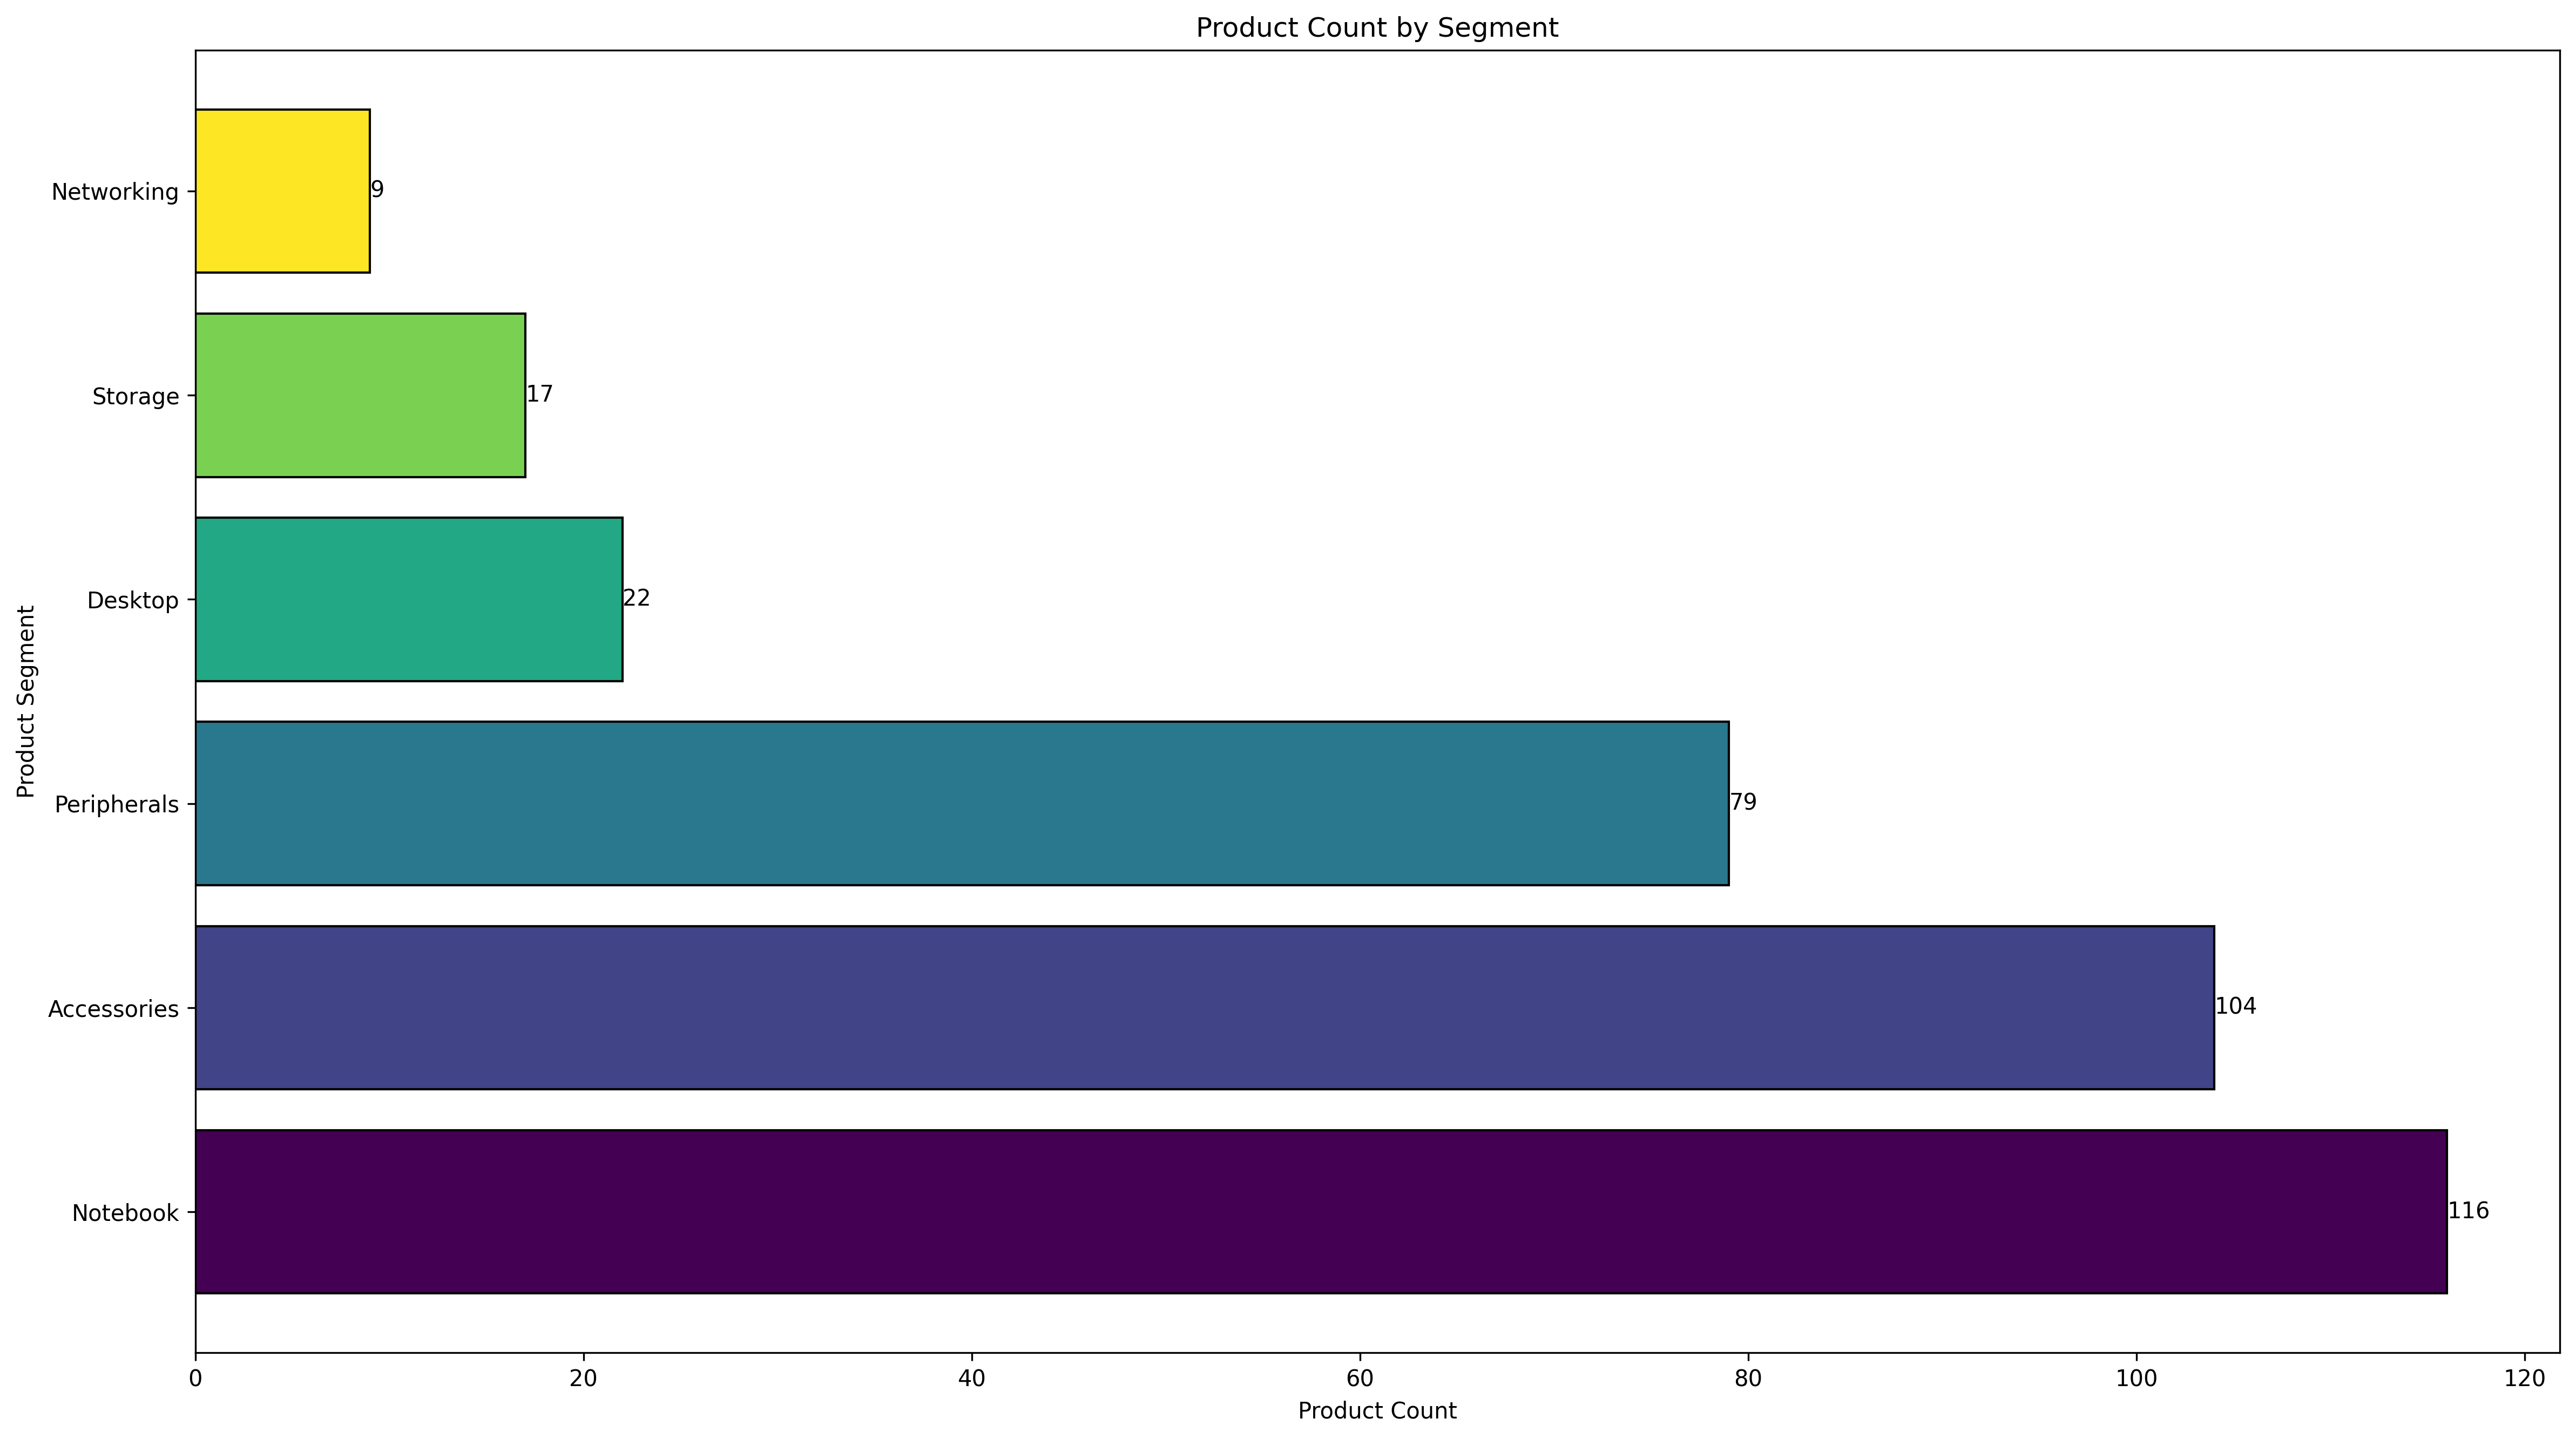 Product Count by Segment
Networking
9
Storage
17
Desktop
22
Product Segment
Peripherals
79
Accessories
104
Notebook
116
0 20 40 60 80 100 120
Product Count